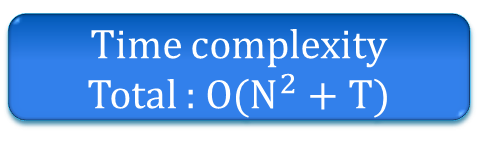 Time complexity
Total : O(N² + T)